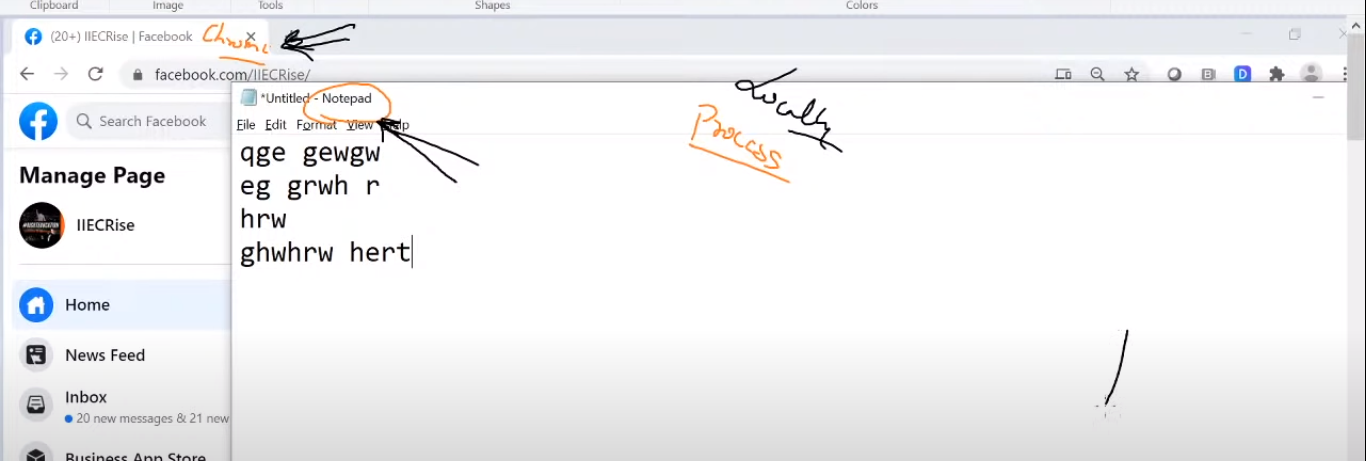 Clipboard
Image
Tools
Shapes
Colors
(20+) IIECRise | Facebook
Chrome
facebook.com/IIECRise/
*Untitled - Notepad
Locally
Search Facebook
File Edit Format View Help
Process
qge gewgw
Manage Page
eg grwh r
hrw
IIECRise
ghwhrw hert
Home
News Feed
Inbox
20 new messages & 21 new
Business App Store